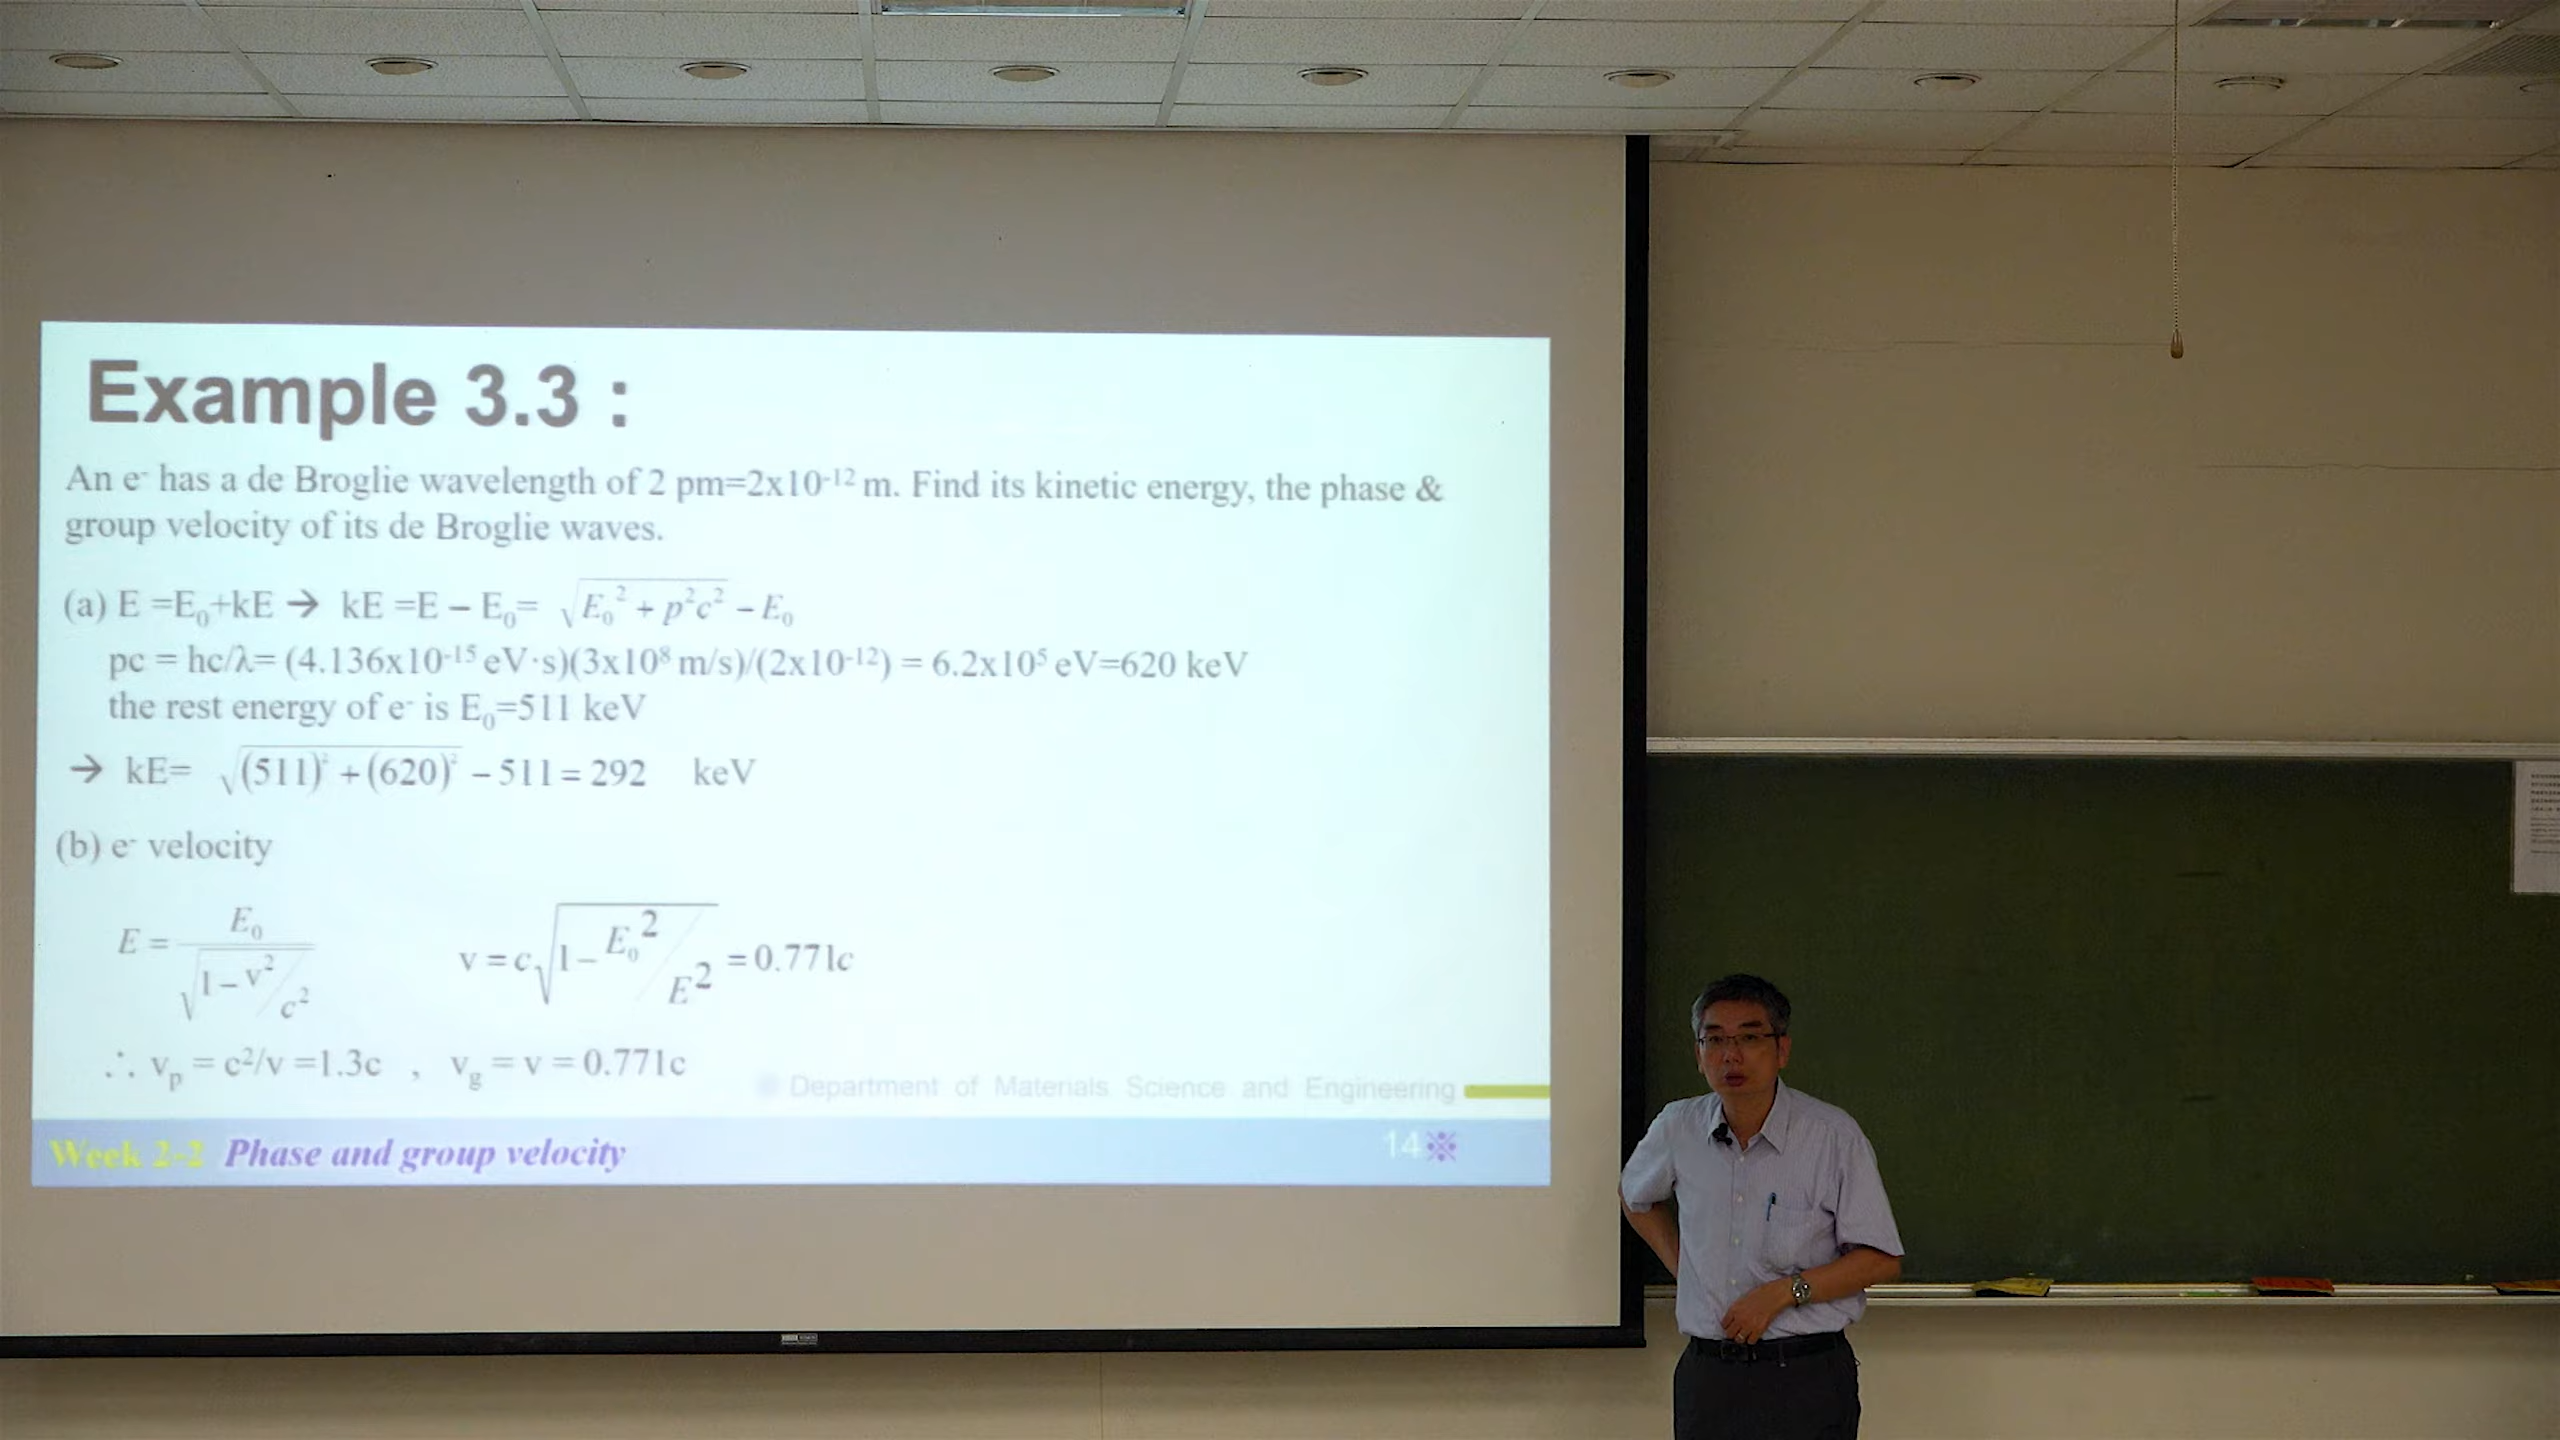 Example 3.3 :
An e⁻ has a de Broglie wavelength of 2 pm=2x10⁻¹² m. Find its kinetic energy, the phase &
group velocity of its de Broglie waves.
(a) E =E₀+kE → kE =E – E₀= √(E₀² + p²c²) – E₀
pc = hc/λ= (4.136x10⁻¹⁵ eV·s)(3x10⁸ m/s)/(2x10⁻¹²) = 6.2x10⁵ eV=620 keV
the rest energy of e⁻ is E₀=511 keV
→ kE= √((511)² + (620)²) – 511 = 292 keV
(b) e⁻ velocity
E = E₀ / √(1 – v²/c²) v = c√(1 – E₀²/E²) = 0.771c
∴ vₚ = c²/v =1.3c , v_g = v = 0.771c
Department of Materials Science and Engineering
Week 2-2 Phase and group velocity 14※